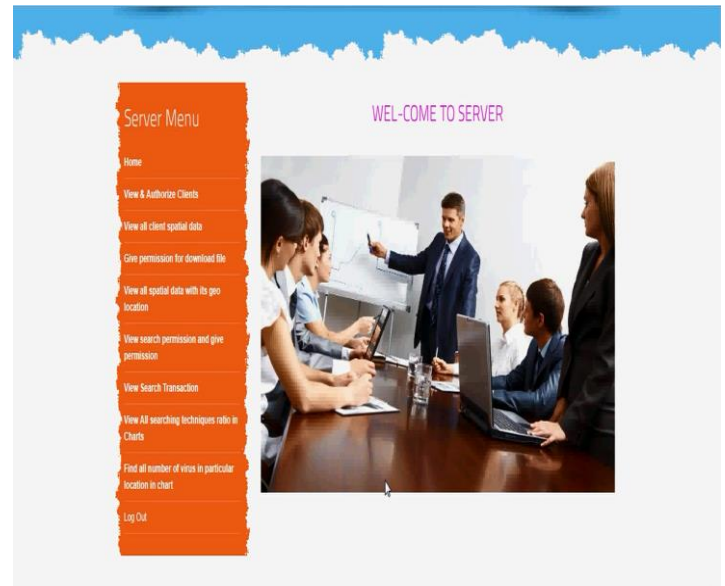 WEL-COME TO SERVER
Server Menu
Home
View & Authorize Clients
View all client spatial data
Give permission for download file
View all spatial data with its geo
location
View search permission and give
permission
View Search Transaction
View All searching techniques ratio in
Charts
Find all number of virus in particular
location in chart
Log Out